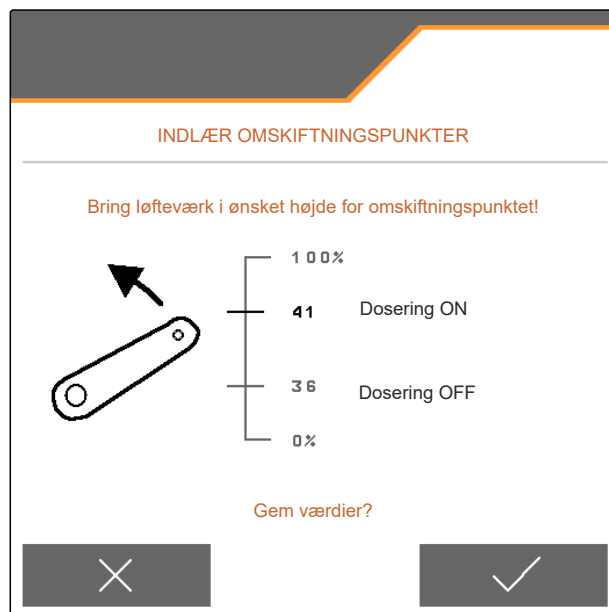 INDLÆR OMSKIFTNINGSPUNKTER
Bring løfteværk i ønsket højde for omskiftningspunktet!
100%
41 Dosering ON
36 Dosering OFF
0%
Gem værdier?